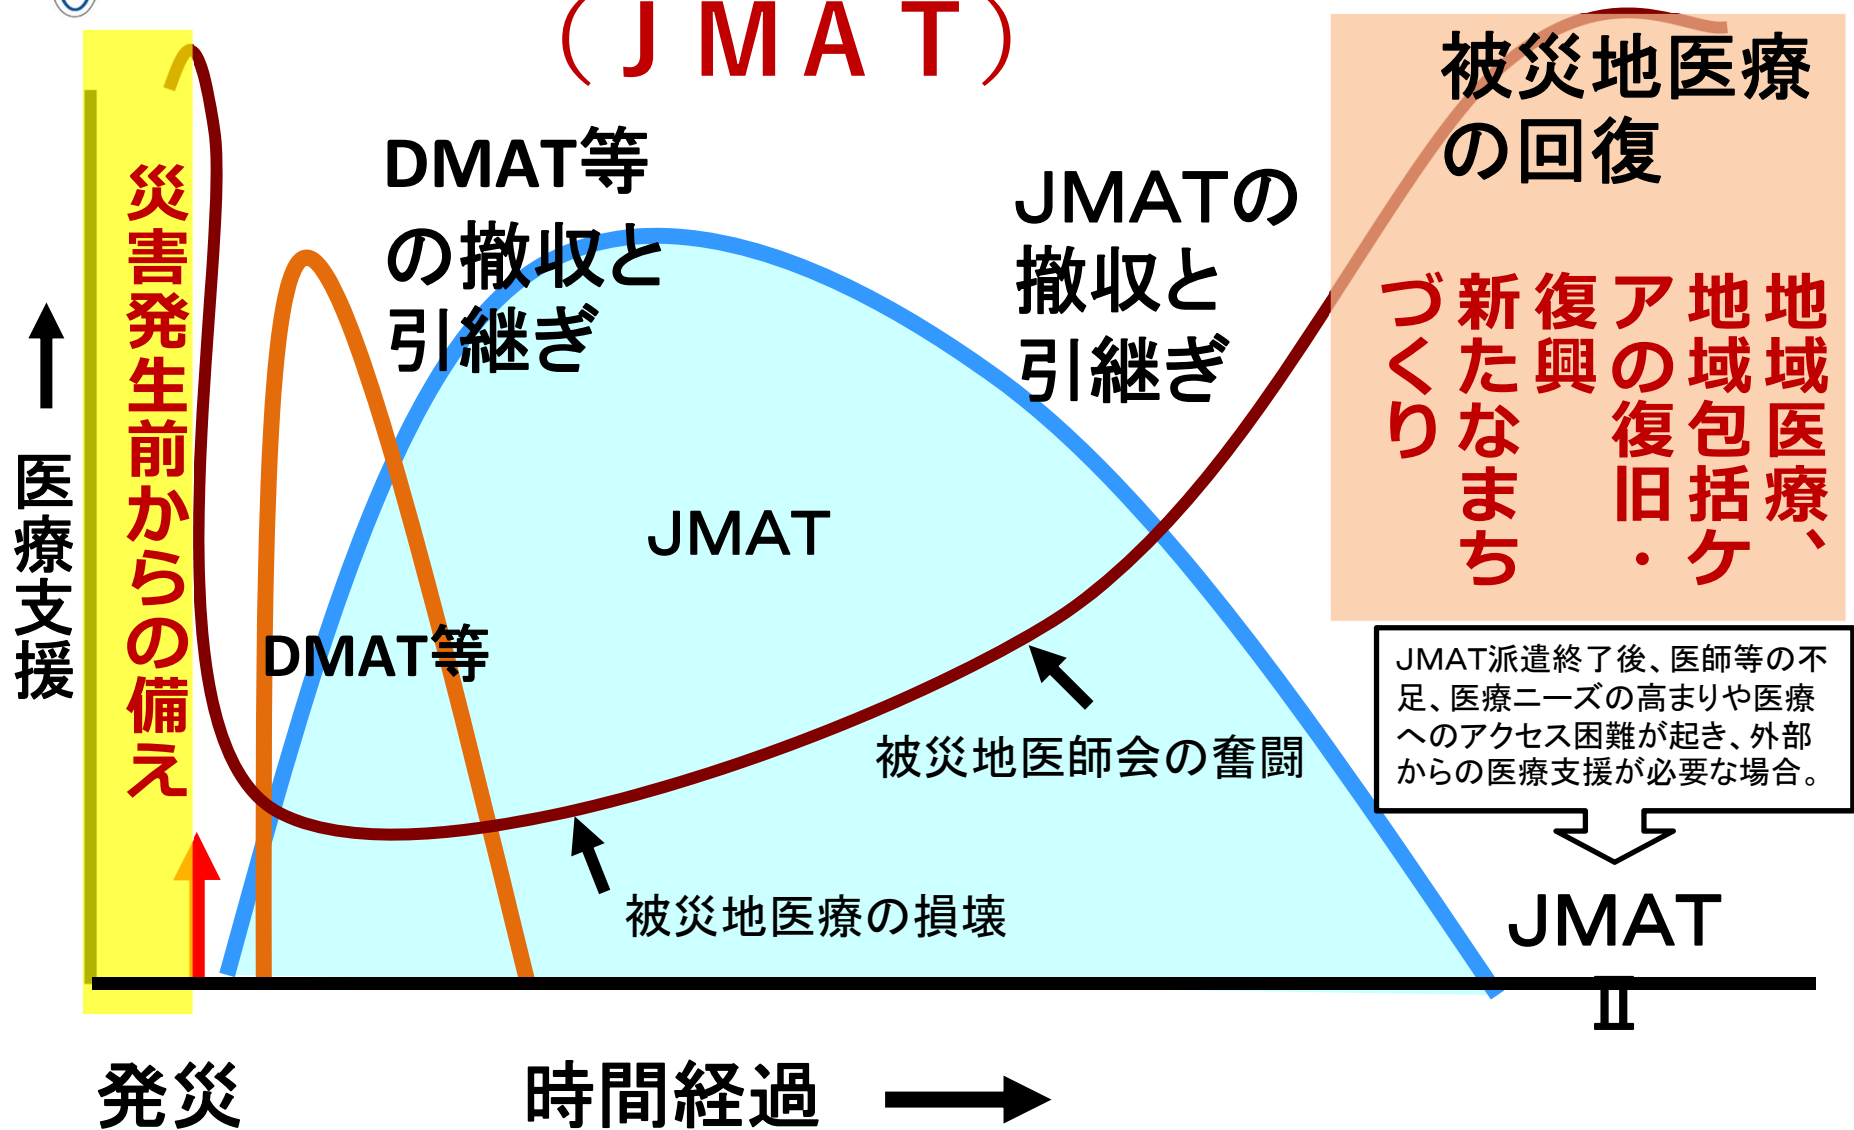 （ＪＭＡＴ）
災害発生前からの備え
DMAT等
の撤収と
引継ぎ
ＪＭＡＴの
撤収と
引継ぎ
被災地医療
の回復
地域医療、
地域包括ケ
アの復旧・
復興
新たなまち
づくり
医療支援
ＪＭＡＴ
DMAT等
被災地医師会の奮闘
被災地医療の損壊
ＪＭＡＴ派遣終了後、医師等の不
足、医療ニーズの高まりや医療
へのアクセス困難が起き、外部
からの医療支援が必要な場合。
ＪＭＡＴ
Ⅱ
発災
時間経過